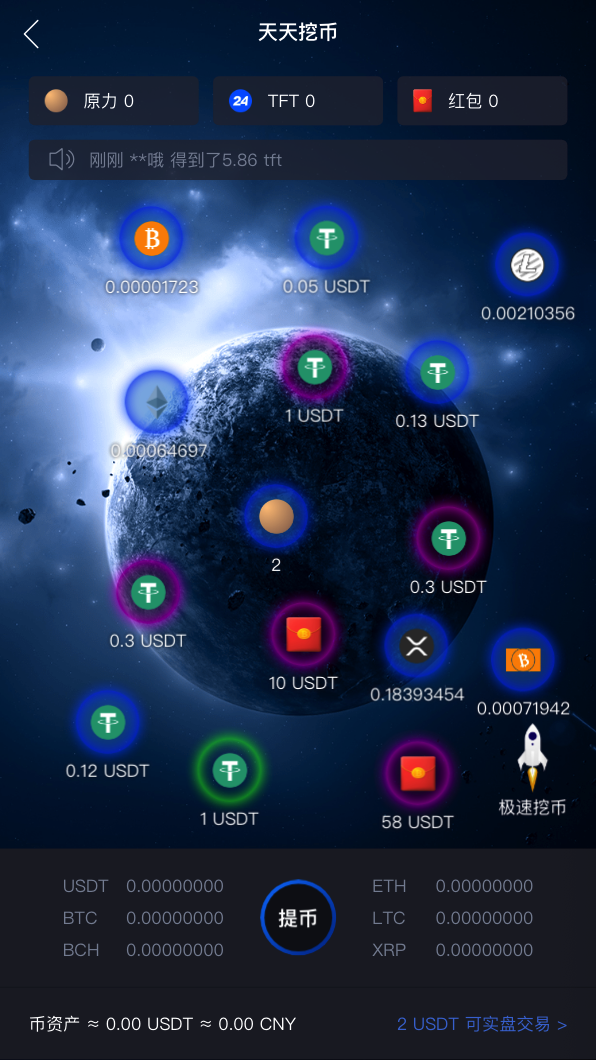 天天挖币
原力 0
24 TFT 0
红包 0
刚刚 **哦 得到了5.86 tft
0.00001723
0.05 USDT
0.00210356
1 USDT
0.13 USDT
0.00064697
2
0.3 USDT
0.3 USDT
10 USDT
0.18393454
0.00071942
0.12 USDT
1 USDT
58 USDT
极速挖币
USDT 0.00000000
ETH 0.00000000
BTC 0.00000000
提币
LTC 0.00000000
BCH 0.00000000
XRP 0.00000000
币资产 ≈ 0.00 USDT ≈ 0.00 CNY
2 USDT 可实盘交易 >